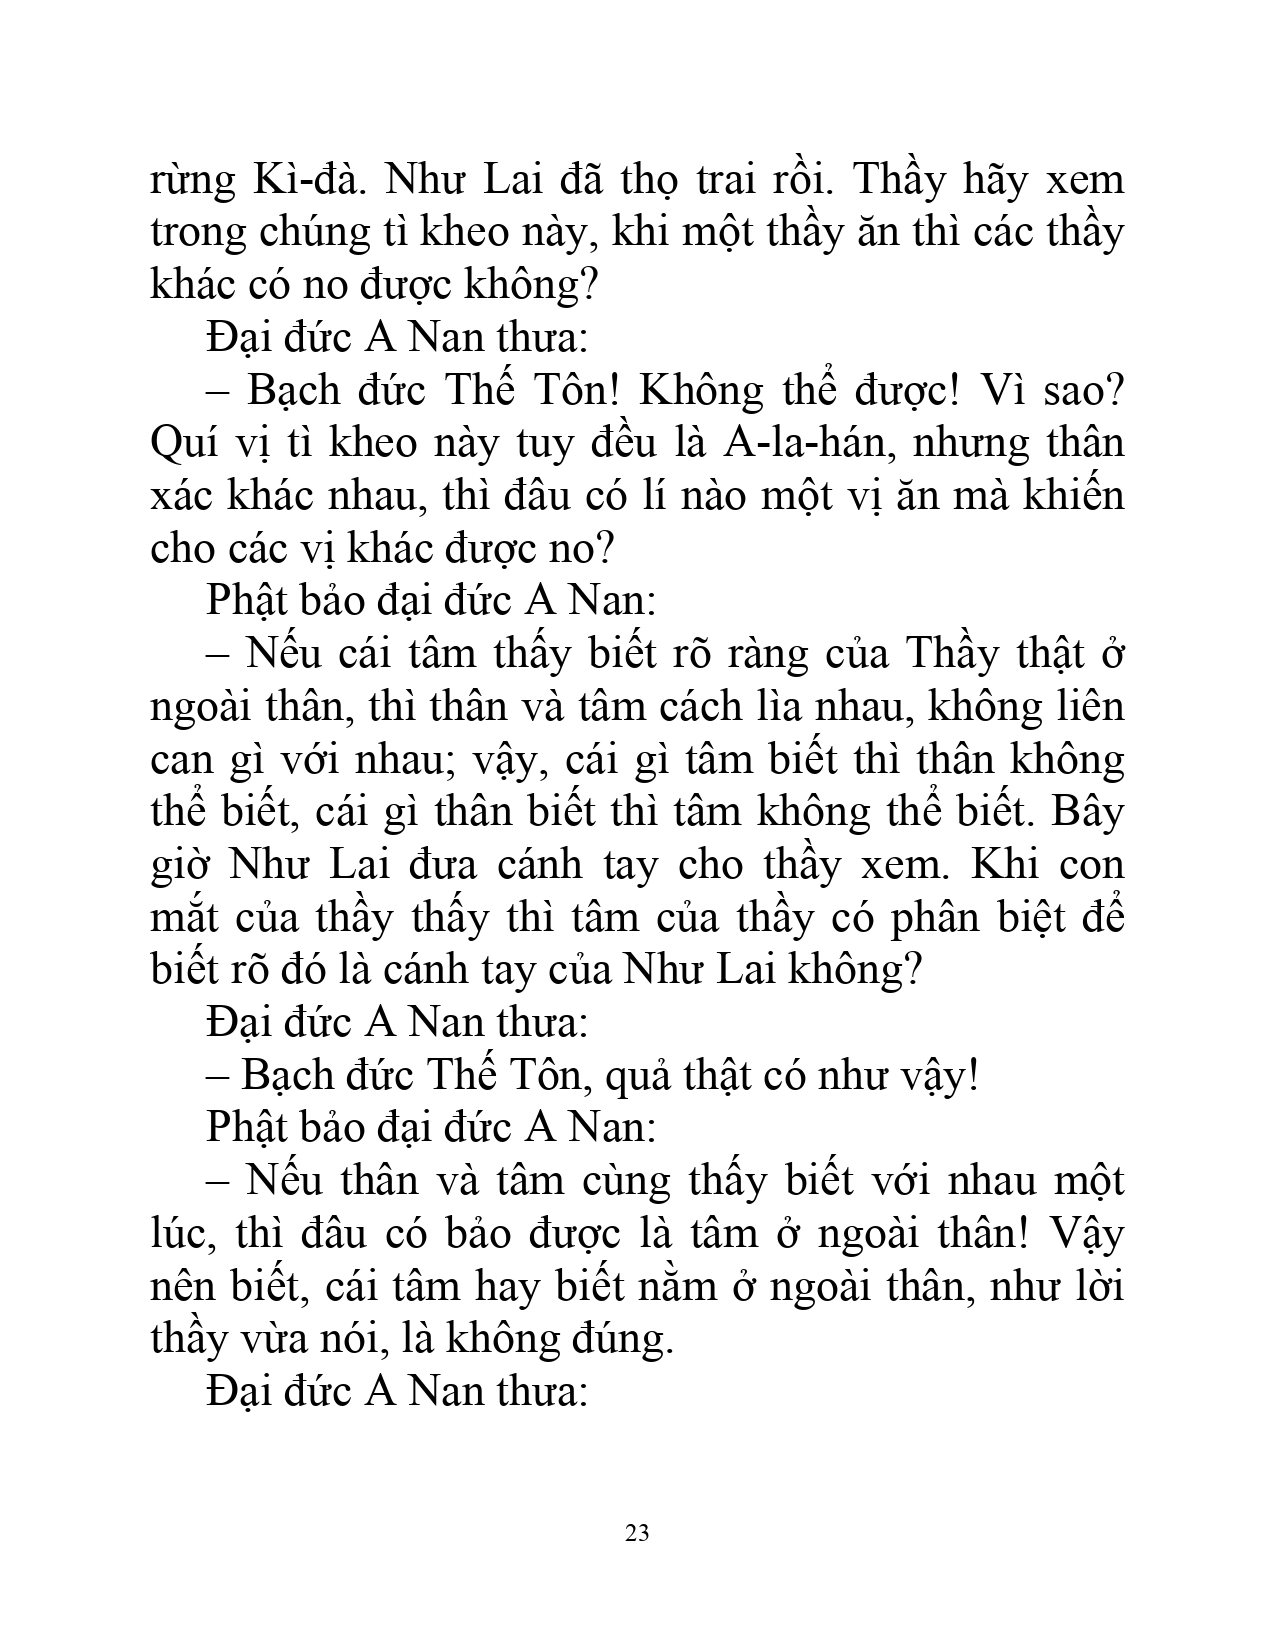 rừng Kì-đà. Như Lai đã thọ trai rồi. Thầy hãy xem
trong chúng tì kheo này, khi một thầy ăn thì các thầy
khác có no được không?
Đại đức A Nan thưa:
– Bạch đức Thế Tôn! Không thể được! Vì sao?
Quí vị tì kheo này tuy đều là A-la-hán, nhưng thân
xác khác nhau, thì đâu có lí nào một vị ăn mà khiến
cho các vị khác được no?
Phật bảo đại đức A Nan:
– Nếu cái tâm thấy biết rõ ràng của Thầy thật ở
ngoài thân, thì thân và tâm cách lìa nhau, không liên
can gì với nhau; vậy, cái gì tâm biết thì thân không
thể biết, cái gì thân biết thì tâm không thể biết. Bây
giờ Như Lai đưa cánh tay cho thầy xem. Khi con
mắt của thầy thấy thì tâm của thầy có phân biệt để
biết rõ đó là cánh tay của Như Lai không?
Đại đức A Nan thưa:
– Bạch đức Thế Tôn, quả thật có như vậy!
Phật bảo đại đức A Nan:
– Nếu thân và tâm cùng thấy biết với nhau một
lúc, thì đâu có bảo được là tâm ở ngoài thân! Vậy
nên biết, cái tâm hay biết nằm ở ngoài thân, như lời
thầy vừa nói, là không đúng.
Đại đức A Nan thưa:
23